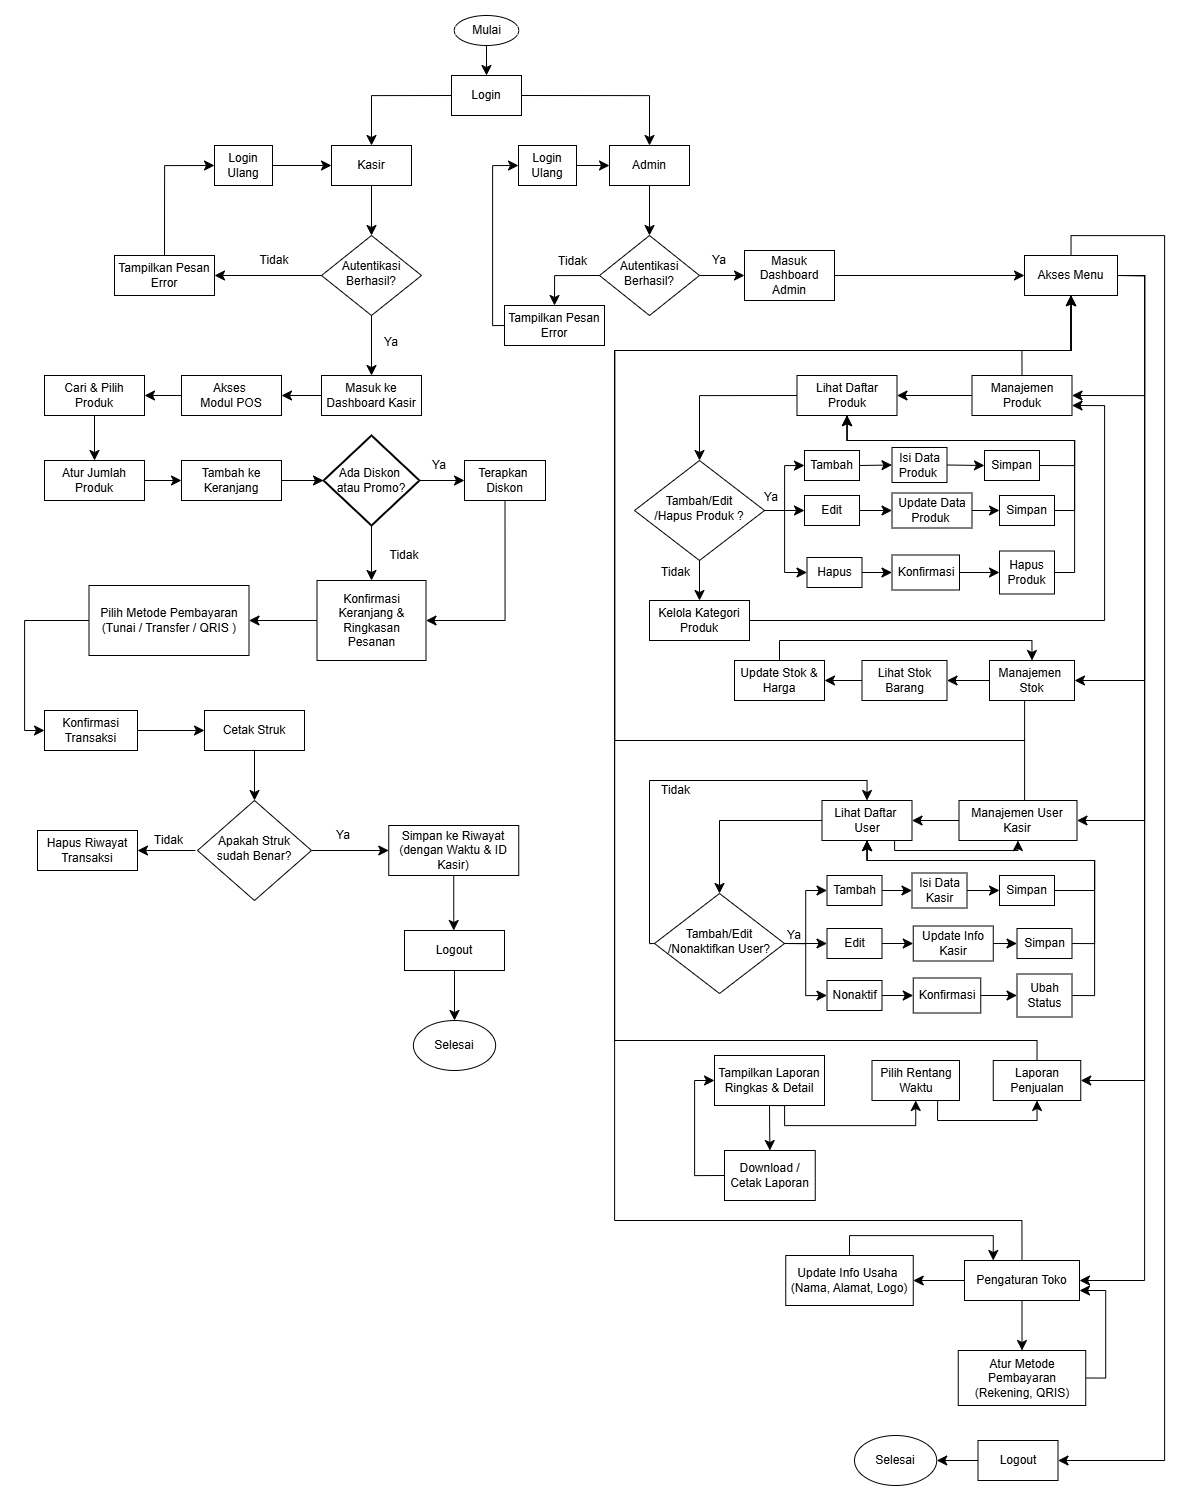 Mulai
Login
Login
Ulang
Kasir
Login
Ulang
Admin
Tampilkan Pesan
Error
Tidak
Autentikasi
Berhasil?
Ya
Tidak
Autentikasi
Berhasil?
Ya
Masuk
Dashboard
Admin
Akses Menu
Tampilkan Pesan
Error
Cari & Pilih
Produk
Akses
Modul POS
Masuk ke
Dashboard Kasir
Lihat Daftar
Produk
Manajemen
Produk
Atur Jumlah
Produk
Tambah ke
Keranjang
Ada Diskon
atau Promo?
Ya
Terapkan
Diskon
Tidak
Tambah/Edit
/Hapus Produk ?
Ya
Tambah
Isi Data
Produk
Simpan
Edit
Update Data
Produk
Simpan
Hapus
Konfirmasi
Hapus
Produk
Tidak
Kelola Kategori
Produk
Pilih Metode Pembayaran
(Tunai / Transfer / QRIS )
Konfirmasi
Keranjang &
Ringkasan
Pesanan
Update Stok &
Harga
Lihat Stok
Barang
Manajemen
Stok
Konfirmasi
Transaksi
Cetak Struk
Tidak
Lihat Daftar
User
Manajemen User
Kasir
Hapus Riwayat
Transaksi
Tidak
Apakah Struk
sudah Benar?
Ya
Simpan ke Riwayat
(dengan Waktu & ID
Kasir)
Tambah/Edit
/Nonaktifkan User?
Ya
Tambah
Isi Data
Kasir
Simpan
Edit
Update Info
Kasir
Simpan
Nonaktif
Konfirmasi
Ubah
Status
Logout
Selesai
Tampilkan Laporan
Ringkas & Detail
Pilih Rentang
Waktu
Laporan
Penjualan
Download /
Cetak Laporan
Update Info Usaha
(Nama, Alamat, Logo)
Pengaturan Toko
Atur Metode
Pembayaran
(Rekening, QRIS)
Selesai
Logout